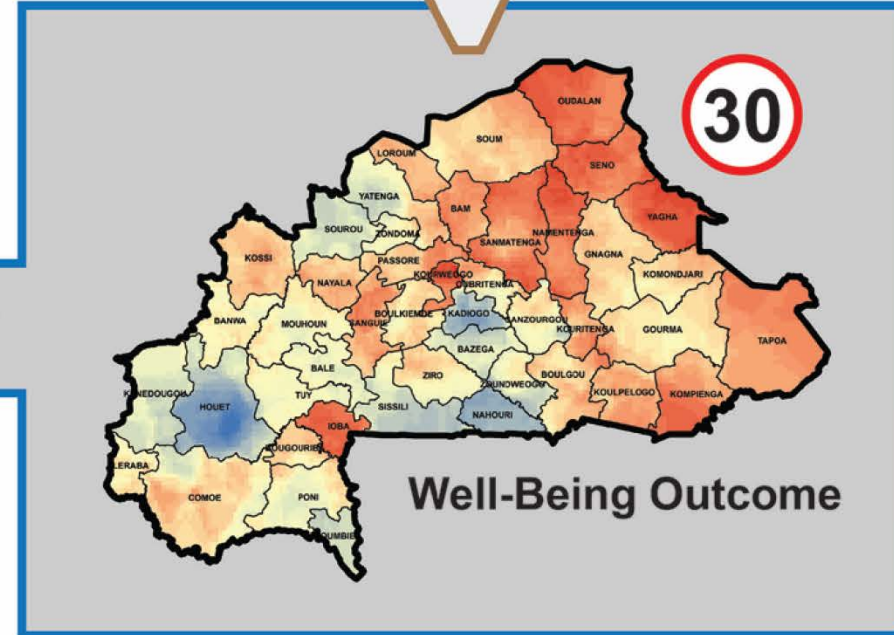 30
OUDALAN
SOUM
LOROUM
SENO
YATENGA
BAM
YAGHA
SOUROU
ZONDOMA
SANMATENGA
NAMENTENGA
GNAGNA
KOSSI
PASSORE
KOURWEOGO
KOMONDJARI
NAYALA
OUBRITENGA
BANWA
MOUHOUN
SANGUIE
BOULKIEMDE
KADIOGO
GANZOURGOU
KOURITENGA
GOURMA
TAPOA
BAZEGA
BALE
ZIRO
BOULGOU
KENEDOUGOU
HOUET
TUY
SISSILI
ZOUNDWEOGO
KOULPELOGO
KOMPIENGA
NAHOURI
IOBA
BOUGOURIBA
LERABA
COMOE
PONI
Well-Being Outcome